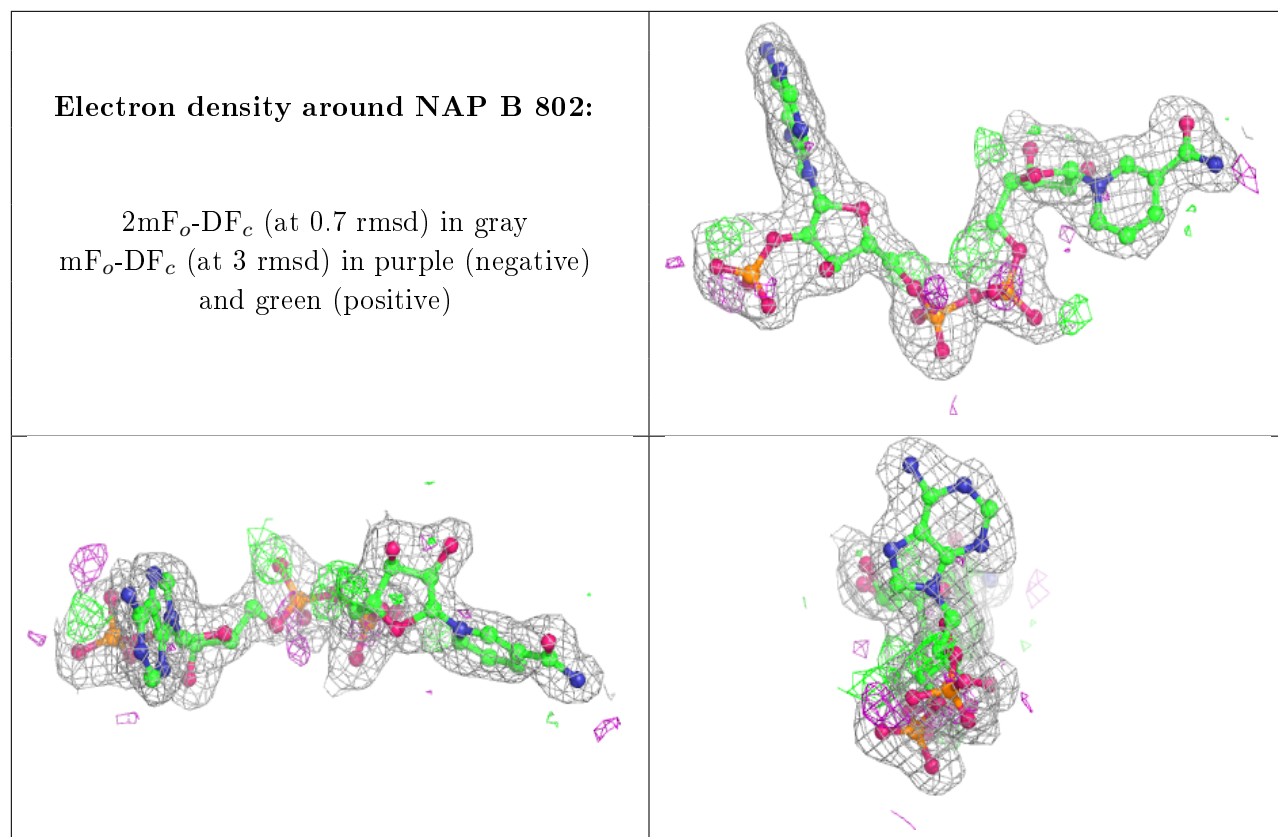 Electron density around NAP B 802:
2mFo-DFc (at 0.7 rmsd) in gray
mFo-DFc (at 3 rmsd) in purple (negative)
and green (positive)